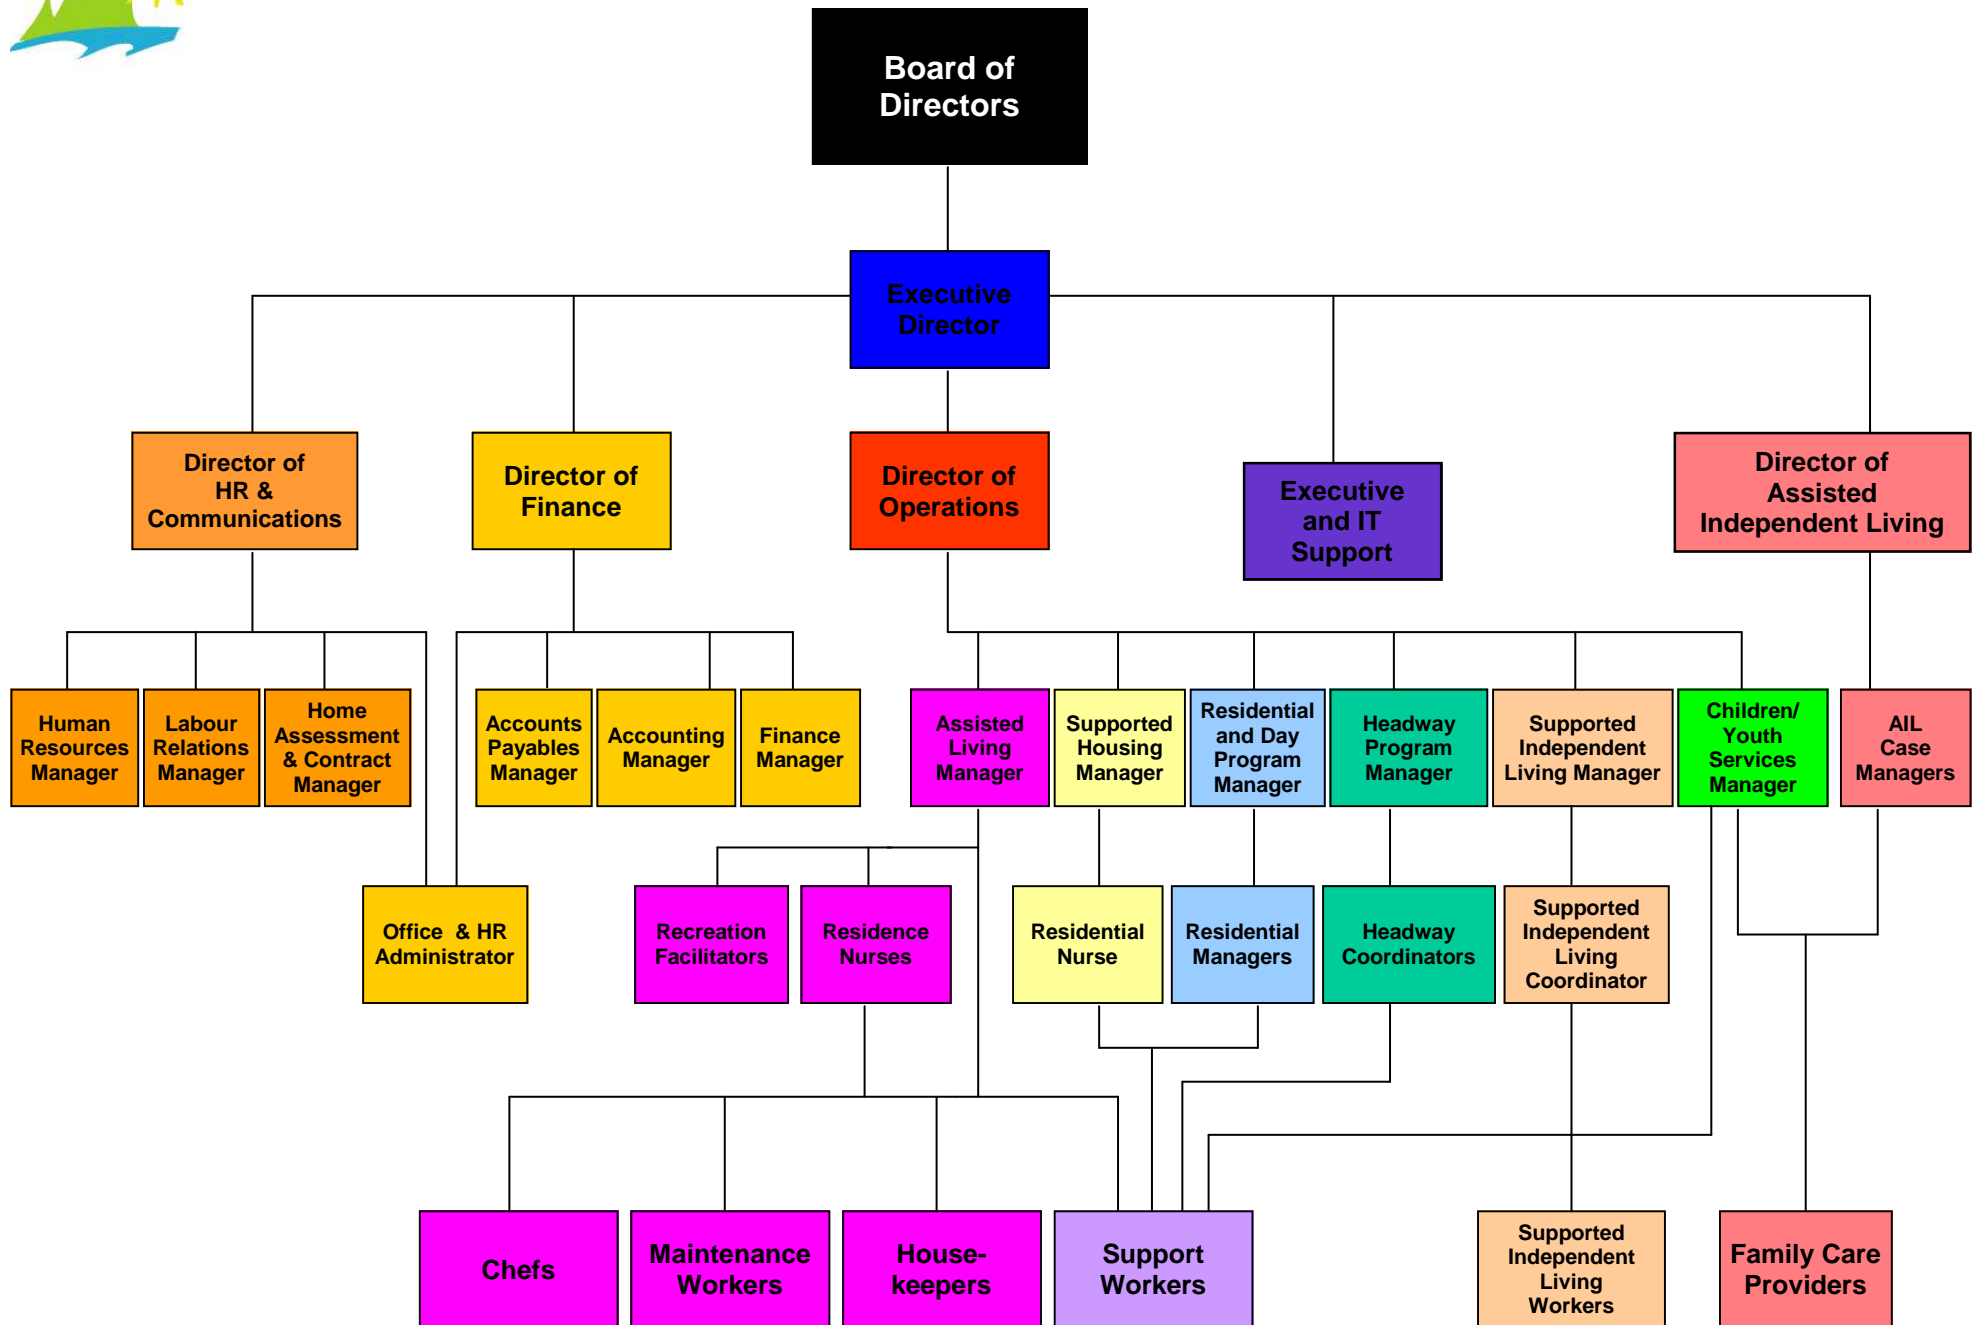 Board of
Directors
Executive
Director
Director of
HR &
Communications
Director of
Finance
Director of
Operations
Executive
and IT
Support
Director of
Assisted
Independent Living
Human
Resources
Manager
Labour
Relations
Manager
Home
Assessment
& Contract
Manager
Accounts
Payables
Manager
Accounting
Manager
Finance
Manager
Assisted
Living
Manager
Supported
Housing
Manager
Residential
and Day
Program
Manager
Headway
Program
Manager
Supported
Independent
Living Manager
Children/
Youth
Services
Manager
AIL
Case
Managers
Office & HR
Administrator
Recreation
Facilitators
Residence
Nurses
Residential
Nurse
Residential
Managers
Headway
Coordinators
Supported
Independent
Living
Coordinator
Chefs
Maintenance
Workers
House-
keepers
Support
Workers
Supported
Independent
Living
Workers
Family Care
Providers